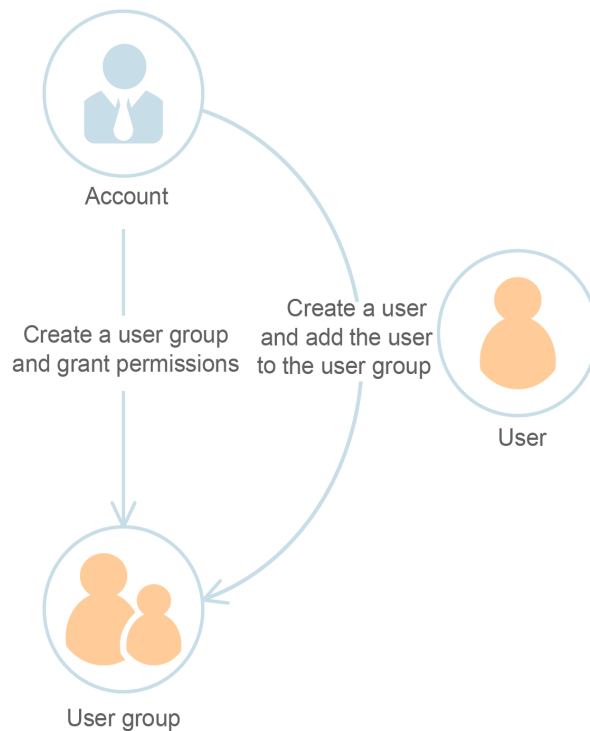 Account
Create a user group
and grant permissions
Create a user
and add the user
to the user group
User
User group